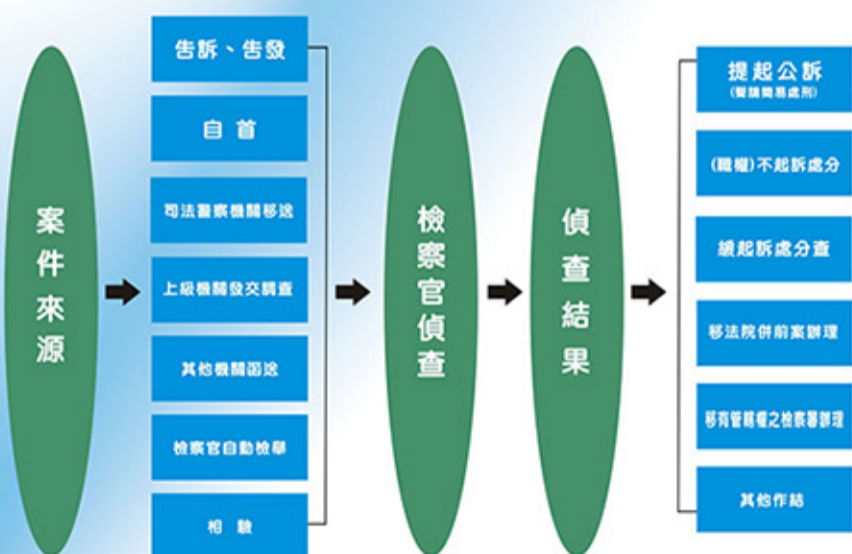 案件來源
告訴、告發
自首
司法警察機關移送
上級機關發交調查
其他機關函送
檢察官自動檢舉
相驗
檢察官偵查
偵查結果
提起公訴
(聲請簡易處刑)
(職權)不起訴處分
緩起訴處分查
移法院併前案辦理
移有管轄權之檢察署辦理
其他作結